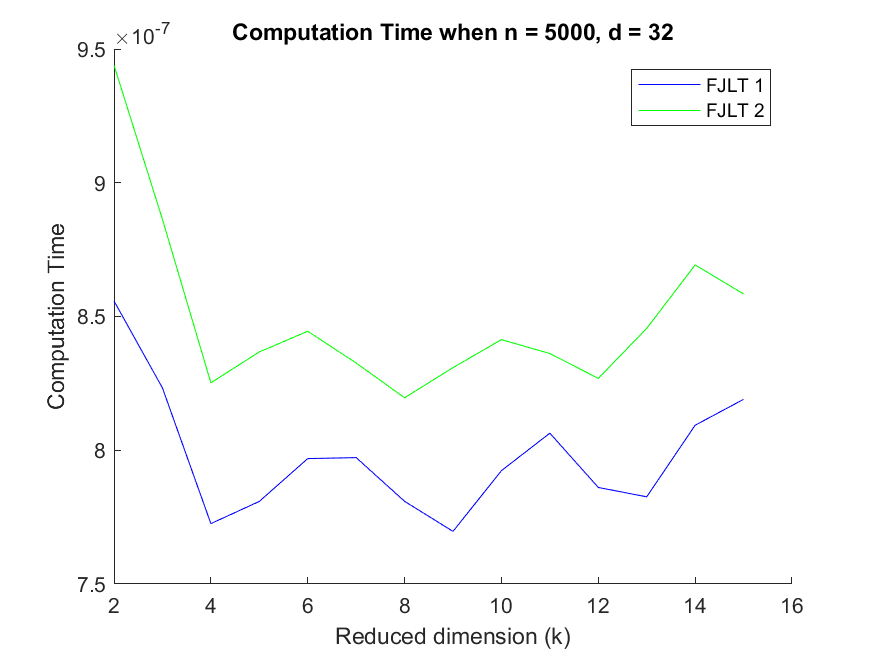 Computation Time when n = 5000, d = 32
×10-7
9.5
9
8.5
8
7.5
Computation Time
2 4 6 8 10 12 14 16
Reduced dimension (k)
FJLT 1
FJLT 2